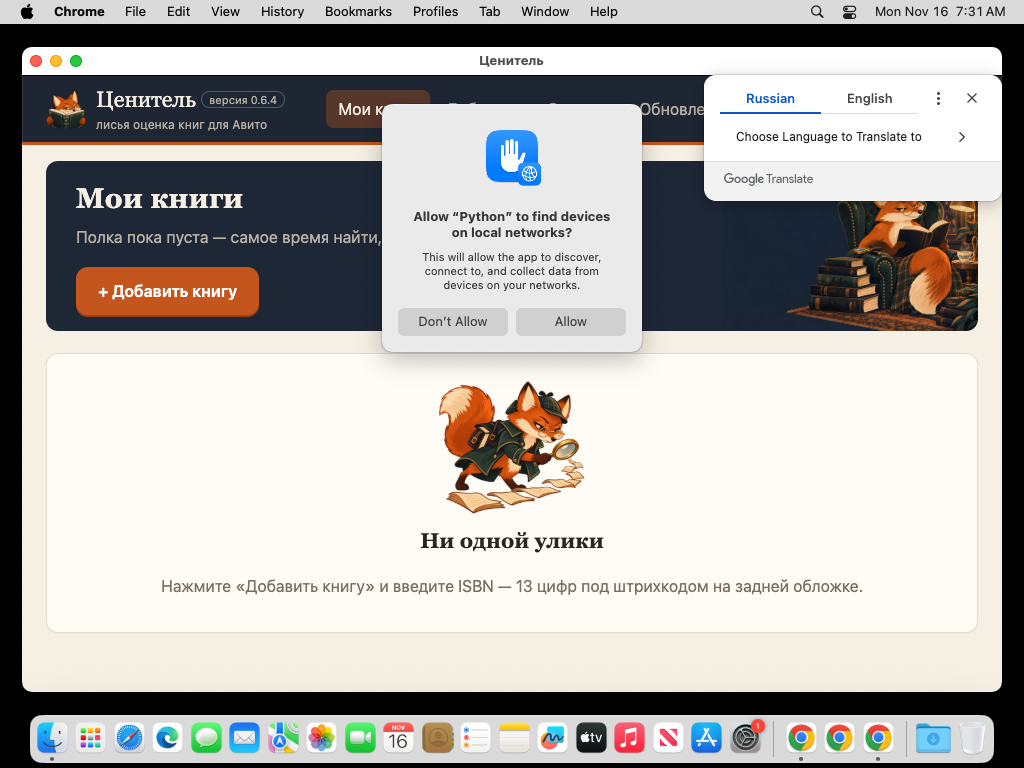 Chrome File Edit View History Bookmarks Profiles Tab Window Help Mon Nov 16 7:31 AM
Ценитель
Ценитель версия 0.6.4
лисья оценка книг для Авито
Мои к
Обновле
Russian English
Choose Language to Translate to
Google Translate
Allow “Python” to find devices
on local networks?
This will allow the app to discover,
connect to, and collect data from
devices on your networks.
Don’t Allow Allow
Мои книги
Полка пока пуста — самое время найти,
+ Добавить книгу
Ни одной улики
Нажмите «Добавить книгу» и введите ISBN — 13 цифр под штрихкодом на задней обложке.
NOV
16
tv
1